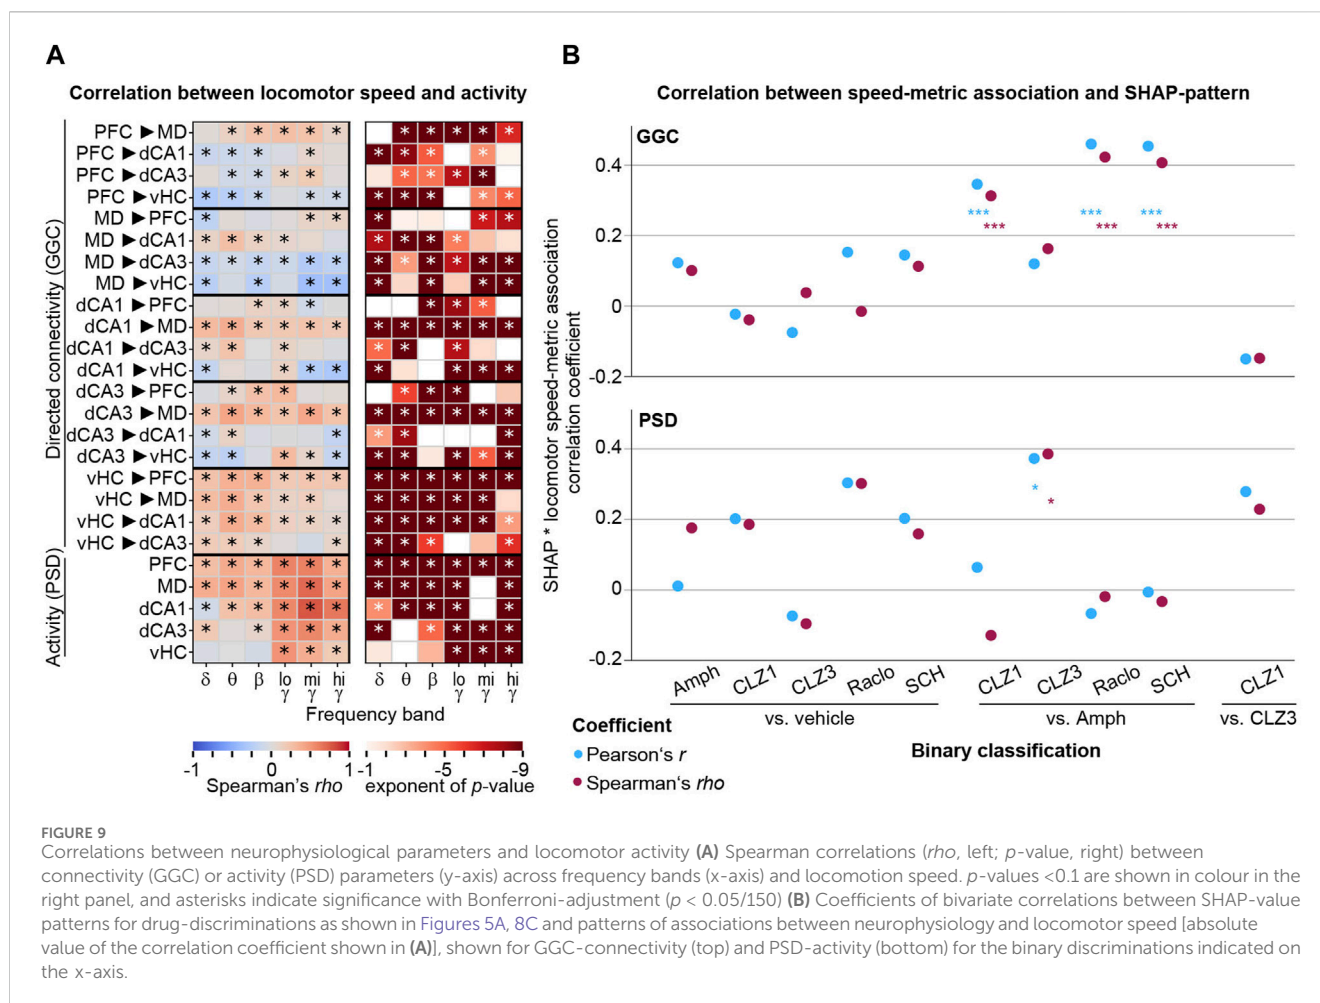 A
Correlation between locomotor speed and activity
Directed connectivity (GGC)
PFC ▶ MD
PFC ▶ dCA1
PFC ▶ dCA3
PFC ▶ vHC
MD ▶ PFC
MD ▶ dCA1
MD ▶ dCA3
MD ▶ vHC
dCA1 ▶ PFC
dCA1 ▶ MD
dCA1 ▶ dCA3
dCA1 ▶ vHC
dCA3 ▶ PFC
dCA3 ▶ MD
dCA3 ▶ dCA1
dCA3 ▶ vHC
vHC ▶ PFC
vHC ▶ MD
vHC ▶ dCA1
vHC ▶ dCA3
Activity (PSD)
PFC
MD
dCA1
dCA3
vHC
δ θ β lo γ mi γ hi γ
δ θ β lo γ mi γ hi γ
Frequency band
-1 0 1
Spearman's rho
-1 -5 -9
exponent of p-value
B
Correlation between speed-metric association and SHAP-pattern
SHAP * locomotor speed-metric association
correlation coefficient
GGC
0.4
0.2
0
-0.2
*** *** *** *** *** ***
PSD
0.4
0.2
0
-0.2
* *
Amph CLZ1 CLZ3 Raclo SCH CLZ1 CLZ3 Raclo SCH CLZ1
vs. vehicle vs. Amph vs. CLZ3
Binary classification
Coefficient
Pearson‘s r
Spearman‘s rho
FIGURE 9
Correlations between neurophysiological parameters and locomotor activity (A) Spearman correlations (rho, left; p-value, right) between
connectivity (GGC) or activity (PSD) parameters (y-axis) across frequency bands (x-axis) and locomotion speed. p-values <0.1 are shown in colour in the
right panel, and asterisks indicate significance with Bonferroni-adjustment (p < 0.05/150) (B) Coefficients of bivariate correlations between SHAP-value
patterns for drug-discriminations as shown in Figures 5A, 8C and patterns of associations between neurophysiology and locomotor speed [absolute
value of the correlation coefficient shown in (A)], shown for GGC-connectivity (top) and PSD-activity (bottom) for the binary discriminations indicated on
the x-axis.